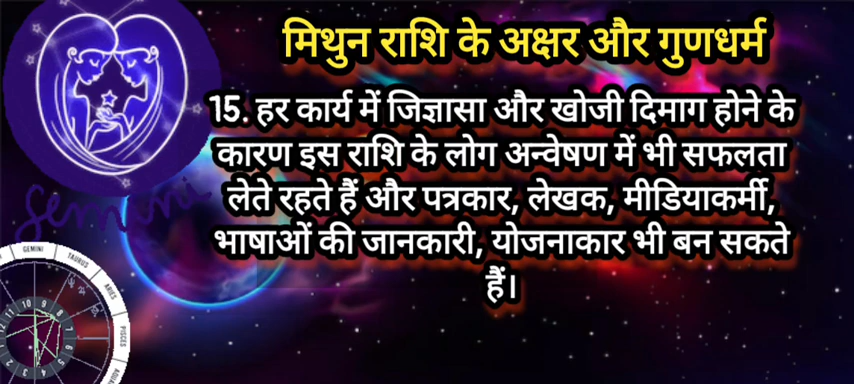 मिथुन राशि के अक्षर और गुणधर्म
15. हर कार्य में जिज्ञासा और खोजी दिमाग होने के
कारण इस राशि के लोग अन्वेषण में भी सफलता
लेते रहते हैं और पत्रकार, लेखक, मीडियाकर्मी,
भाषाओं की जानकारी, योजनाकार भी बन सकते
हैं।
Gemini
GEMINI
TAURUS
ARIES
PISCES